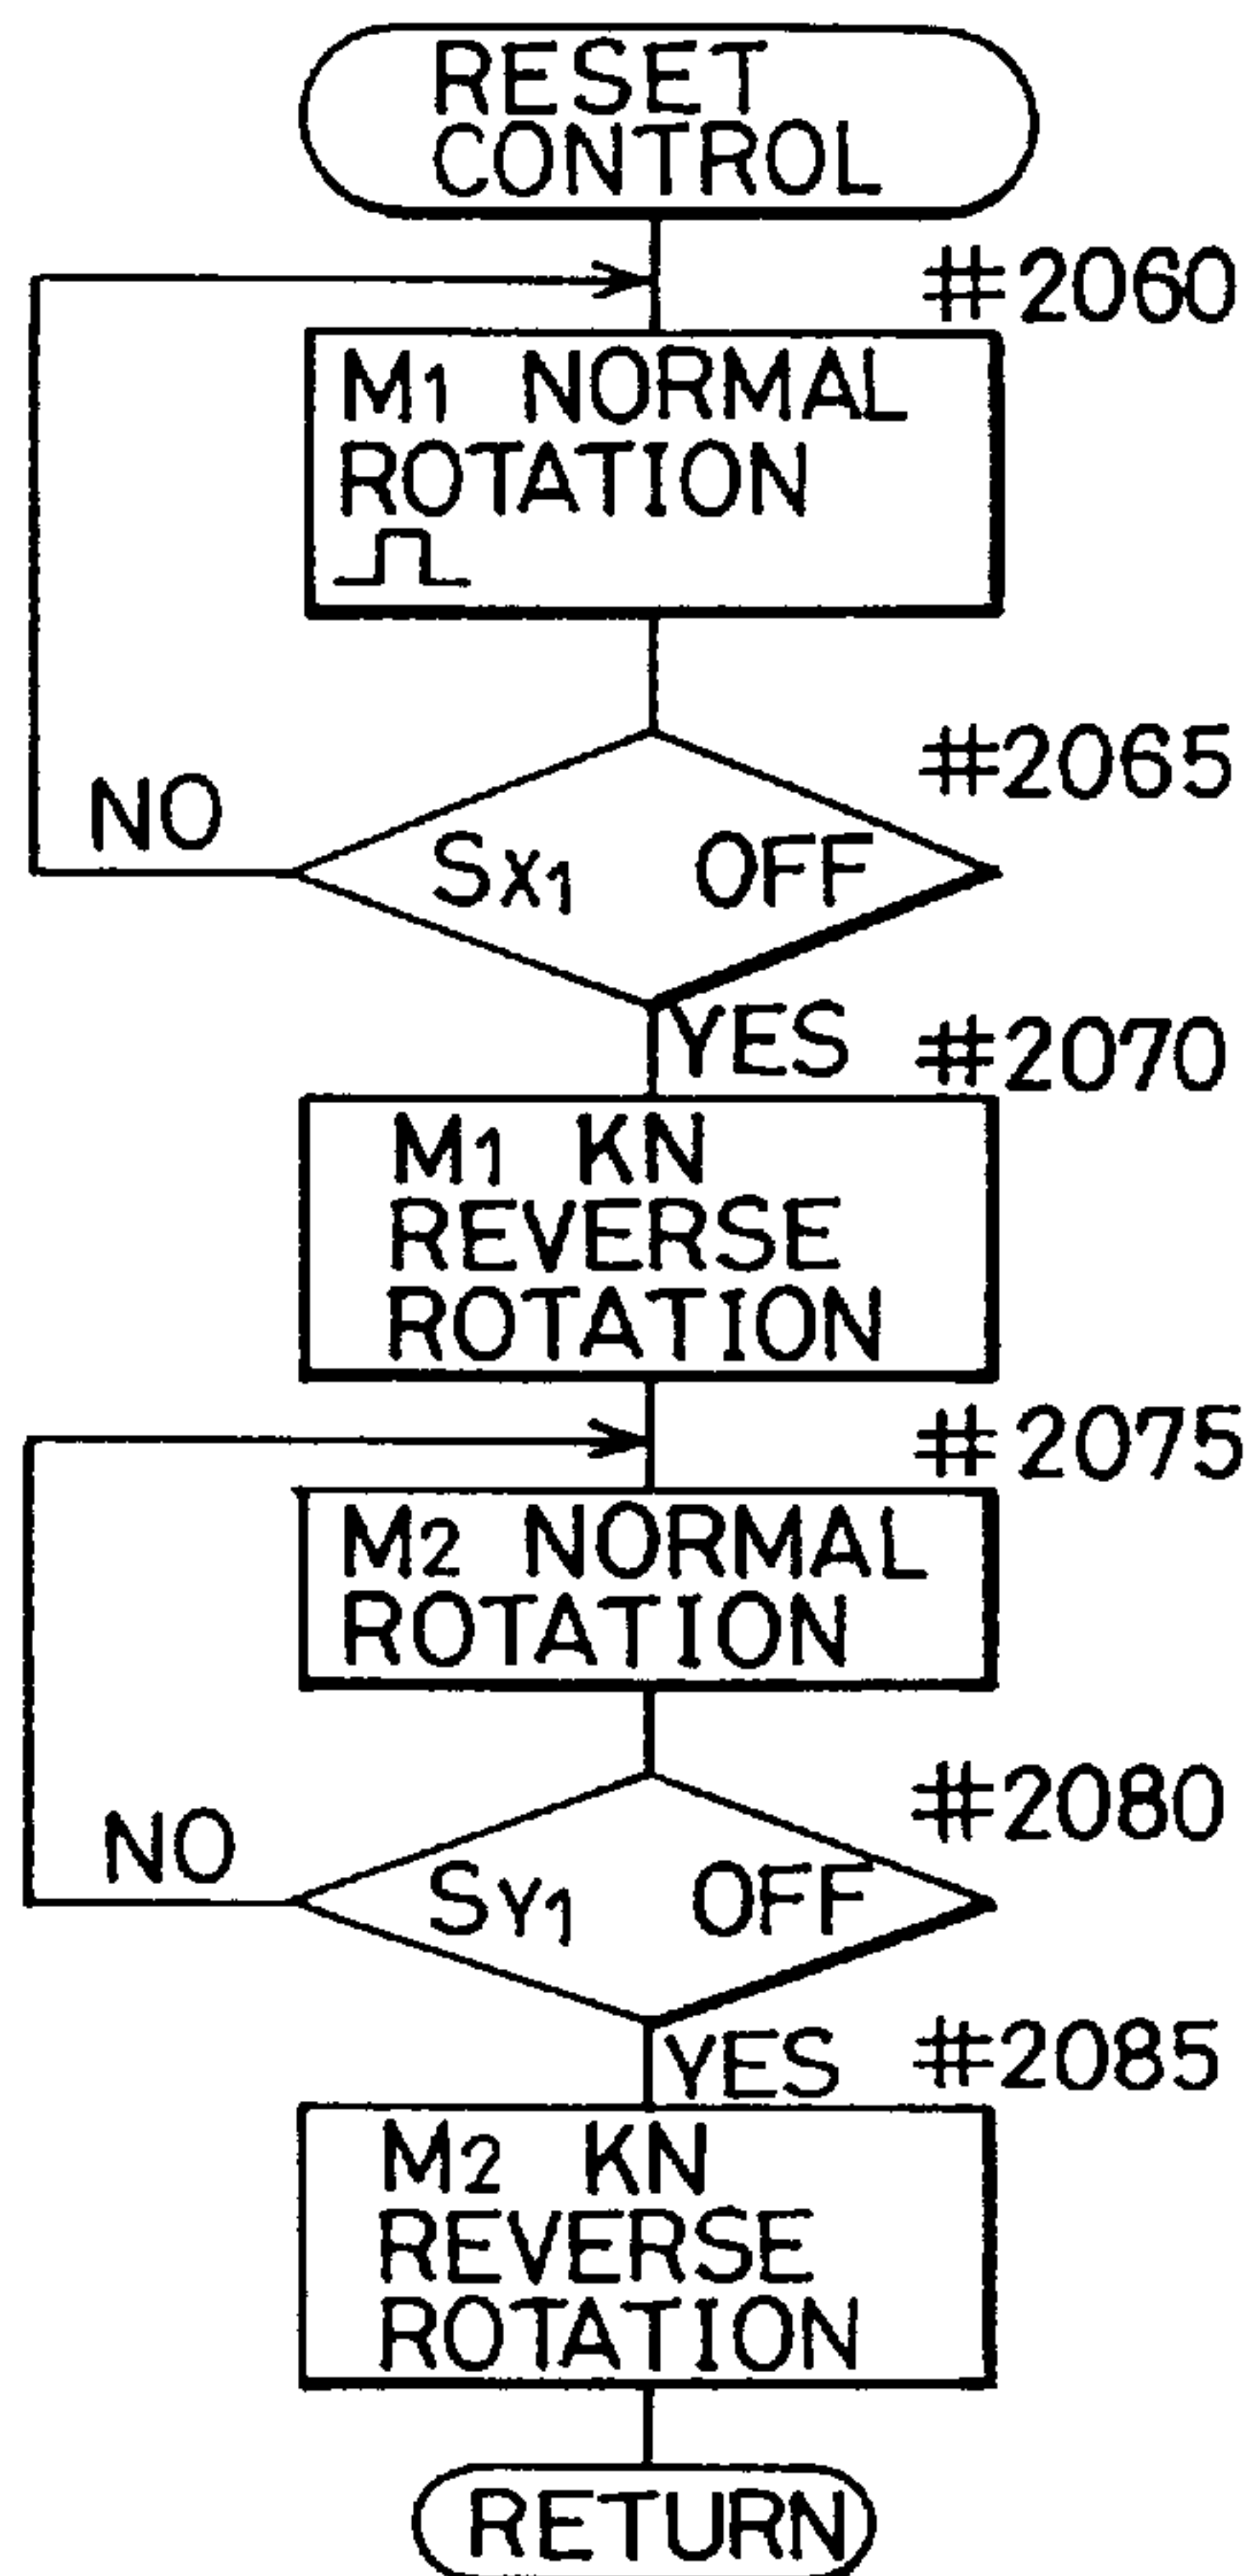 RESET
CONTROL
#2060
M1 NORMAL
ROTATION
#2065
NO
SX1 OFF
YES
#2070
M1 KN
REVERSE
ROTATION
#2075
M2 NORMAL
ROTATION
#2080
NO
SY1 OFF
YES
#2085
M2 KN
REVERSE
ROTATION
RETURN